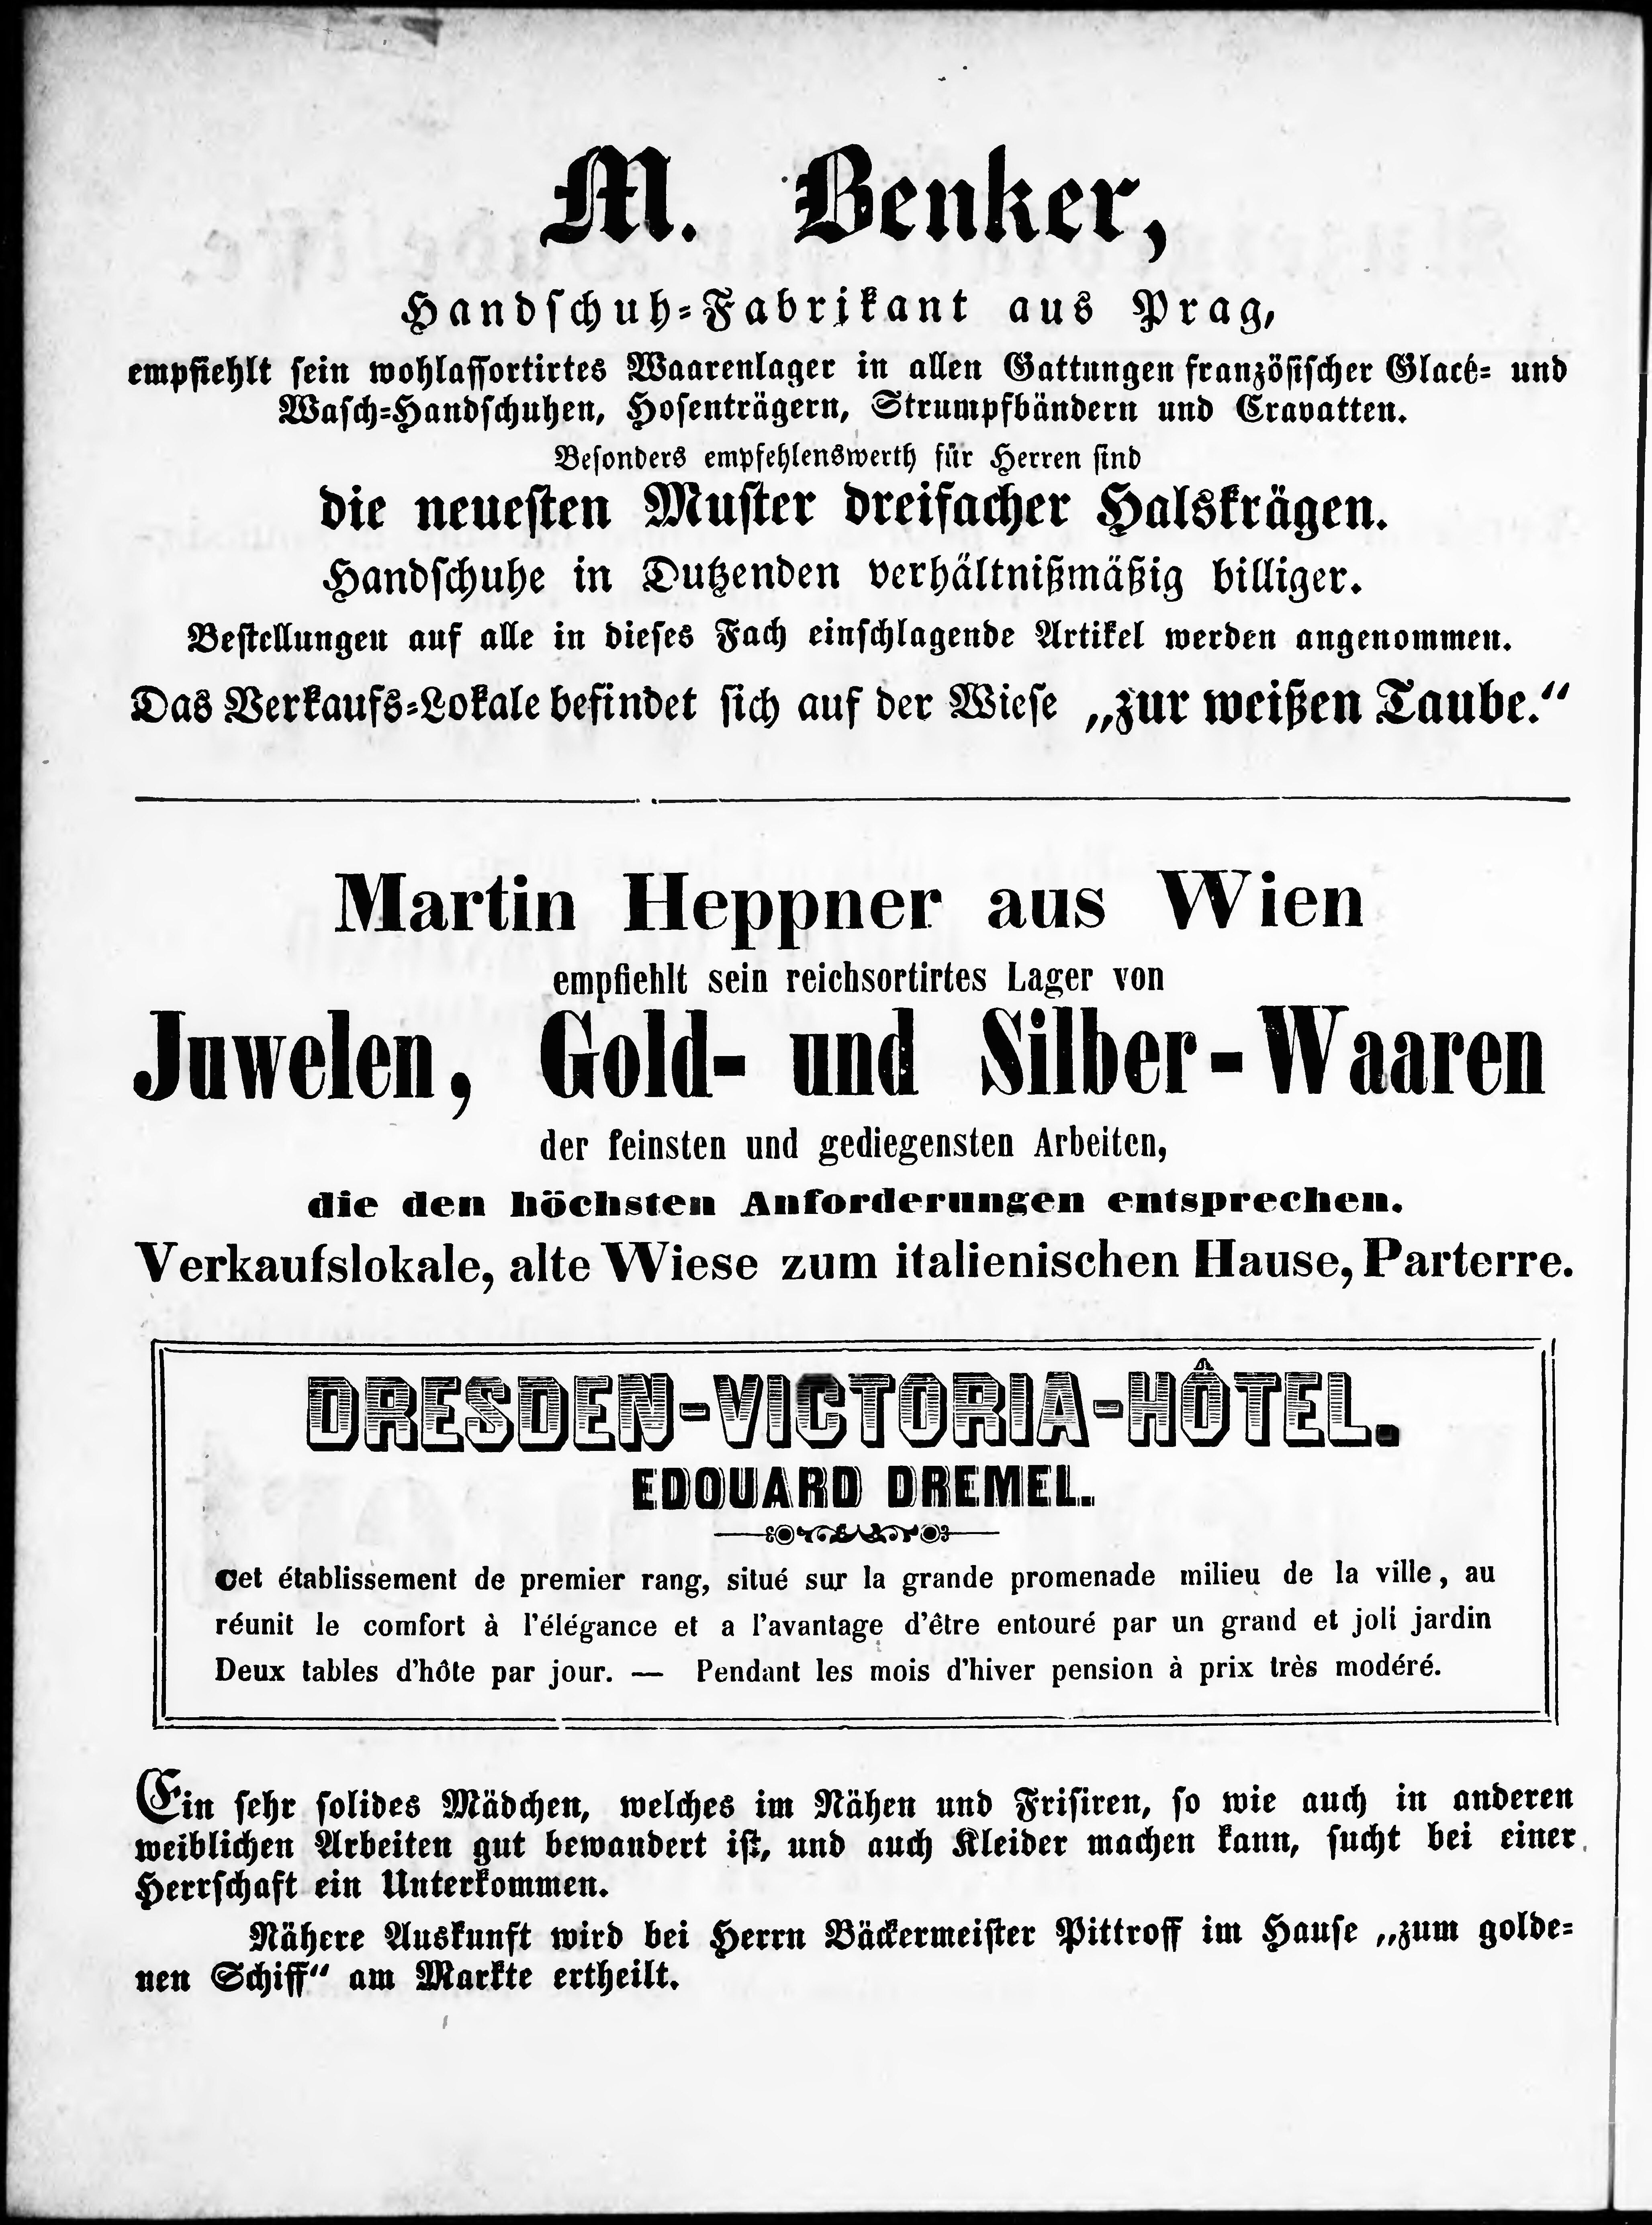 M. Benker,
Handschuh-Fabrikant aus Prag,
empfiehlt sein wohlassortirtes Waarenlager in allen Gattungen französischer Glacé- und
Wasch-Handschuhen, Hosenträgern, Strumpfbändern und Cravatten.
Besonders empfehlenswerth für Herren sind
die neuesten Muster dreifacher Halskrägen.
Handschuhe in Dutzenden verhältnißmäßig billiger.
Bestellungen auf alle in dieses Fach einschlagende Artikel werden angenommen.
Das Verkaufs-Lokale befindet sich auf der Wiese „zur weißen Taube.“
Martin Heppner aus Wien
empfiehlt sein reichsortirtes Lager von
Juwelen, Gold- und Silber-Waaren
der feinsten und gediegensten Arbeiten,
die den höchsten Anforderungen entsprechen.
Verkaufslokale, alte Wiese zum italienischen Hause, Parterre.
DRESDEN-VICTORIA-HÔTEL.
EDOUARD DREMEL.
Cet établissement de premier rang, situé sur la grande promenade milieu de la ville, au
réunit le comfort à l'élégance et a l'avantage d'être entouré par un grand et joli jardin
Deux tables d'hôte par jour. — Pendant les mois d'hiver pension à prix très modéré.
Ein sehr solides Mädchen, welches im Nähen und Frisiren, so wie auch in anderen
weiblichen Arbeiten gut bewandert ist, und auch Kleider machen kann, sucht bei einer
Herrschaft ein Unterkommen.
Nähere Auskunft wird bei Herrn Bäckermeister Pittroff im Hause „zum golde-
nen Schiff“ am Markte ertheilt.